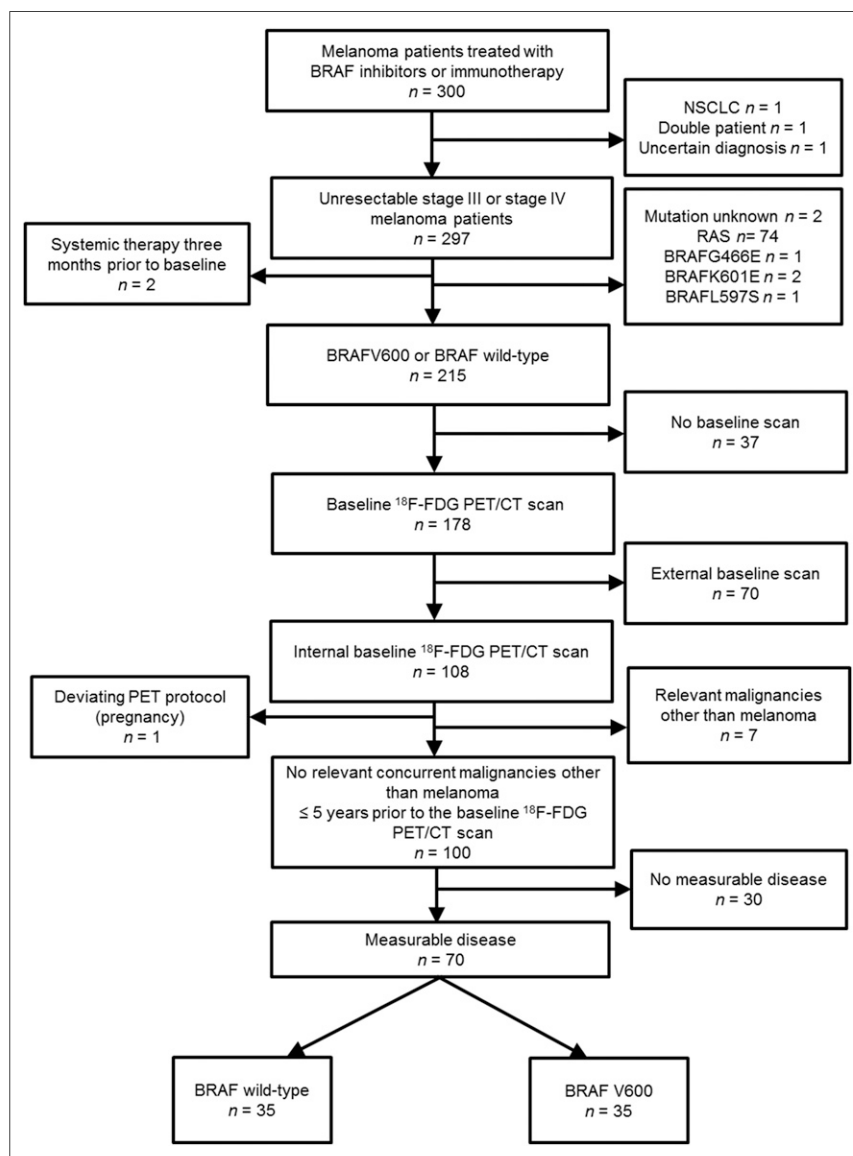 Melanoma patients treated with
BRAF inhibitors or immunotherapy
n = 300
NSCLC n = 1
Double patient n = 1
Uncertain diagnosis n = 1
Unresectable stage III or stage IV
melanoma patients
n = 297
Systemic therapy three
months prior to baseline
n = 2
Mutation unknown n = 2
RAS n= 74
BRAFG466E n = 1
BRAFK601E n = 2
BRAFL597S n = 1
BRAFV600 or BRAF wild-type
n = 215
No baseline scan
n = 37
Baseline ¹⁸F-FDG PET/CT scan
n = 178
External baseline scan
n = 70
Internal baseline ¹⁸F-FDG PET/CT scan
n = 108
Deviating PET protocol
(pregnancy)
n = 1
Relevant malignancies
other than melanoma
n = 7
No relevant concurrent malignancies other
than melanoma
≤ 5 years prior to the baseline ¹⁸F-FDG
PET/CT scan
n = 100
No measurable disease
n = 30
Measurable disease
n = 70
BRAF wild-type
n = 35
BRAF V600
n = 35